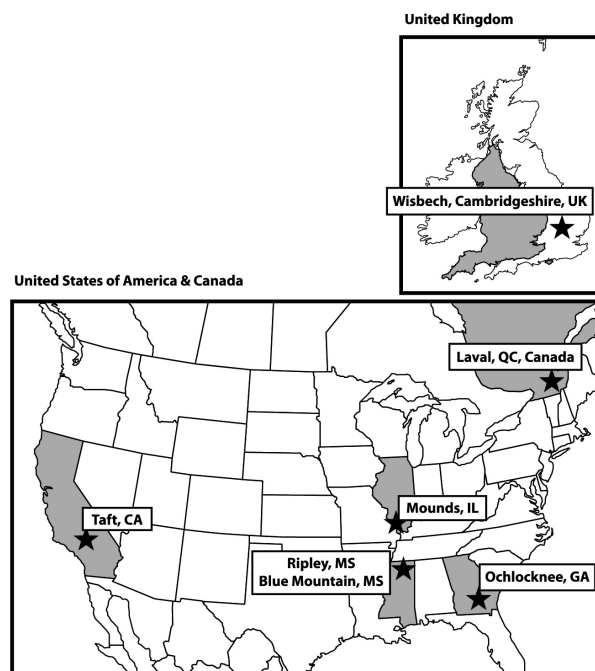 United Kingdom
Wisbech, Cambridgeshire, UK
United States of America & Canada
Laval, QC, Canada
Taft, CA
Mounds, IL
Ripley, MS
Blue Mountain, MS
Ochlocknee, GA